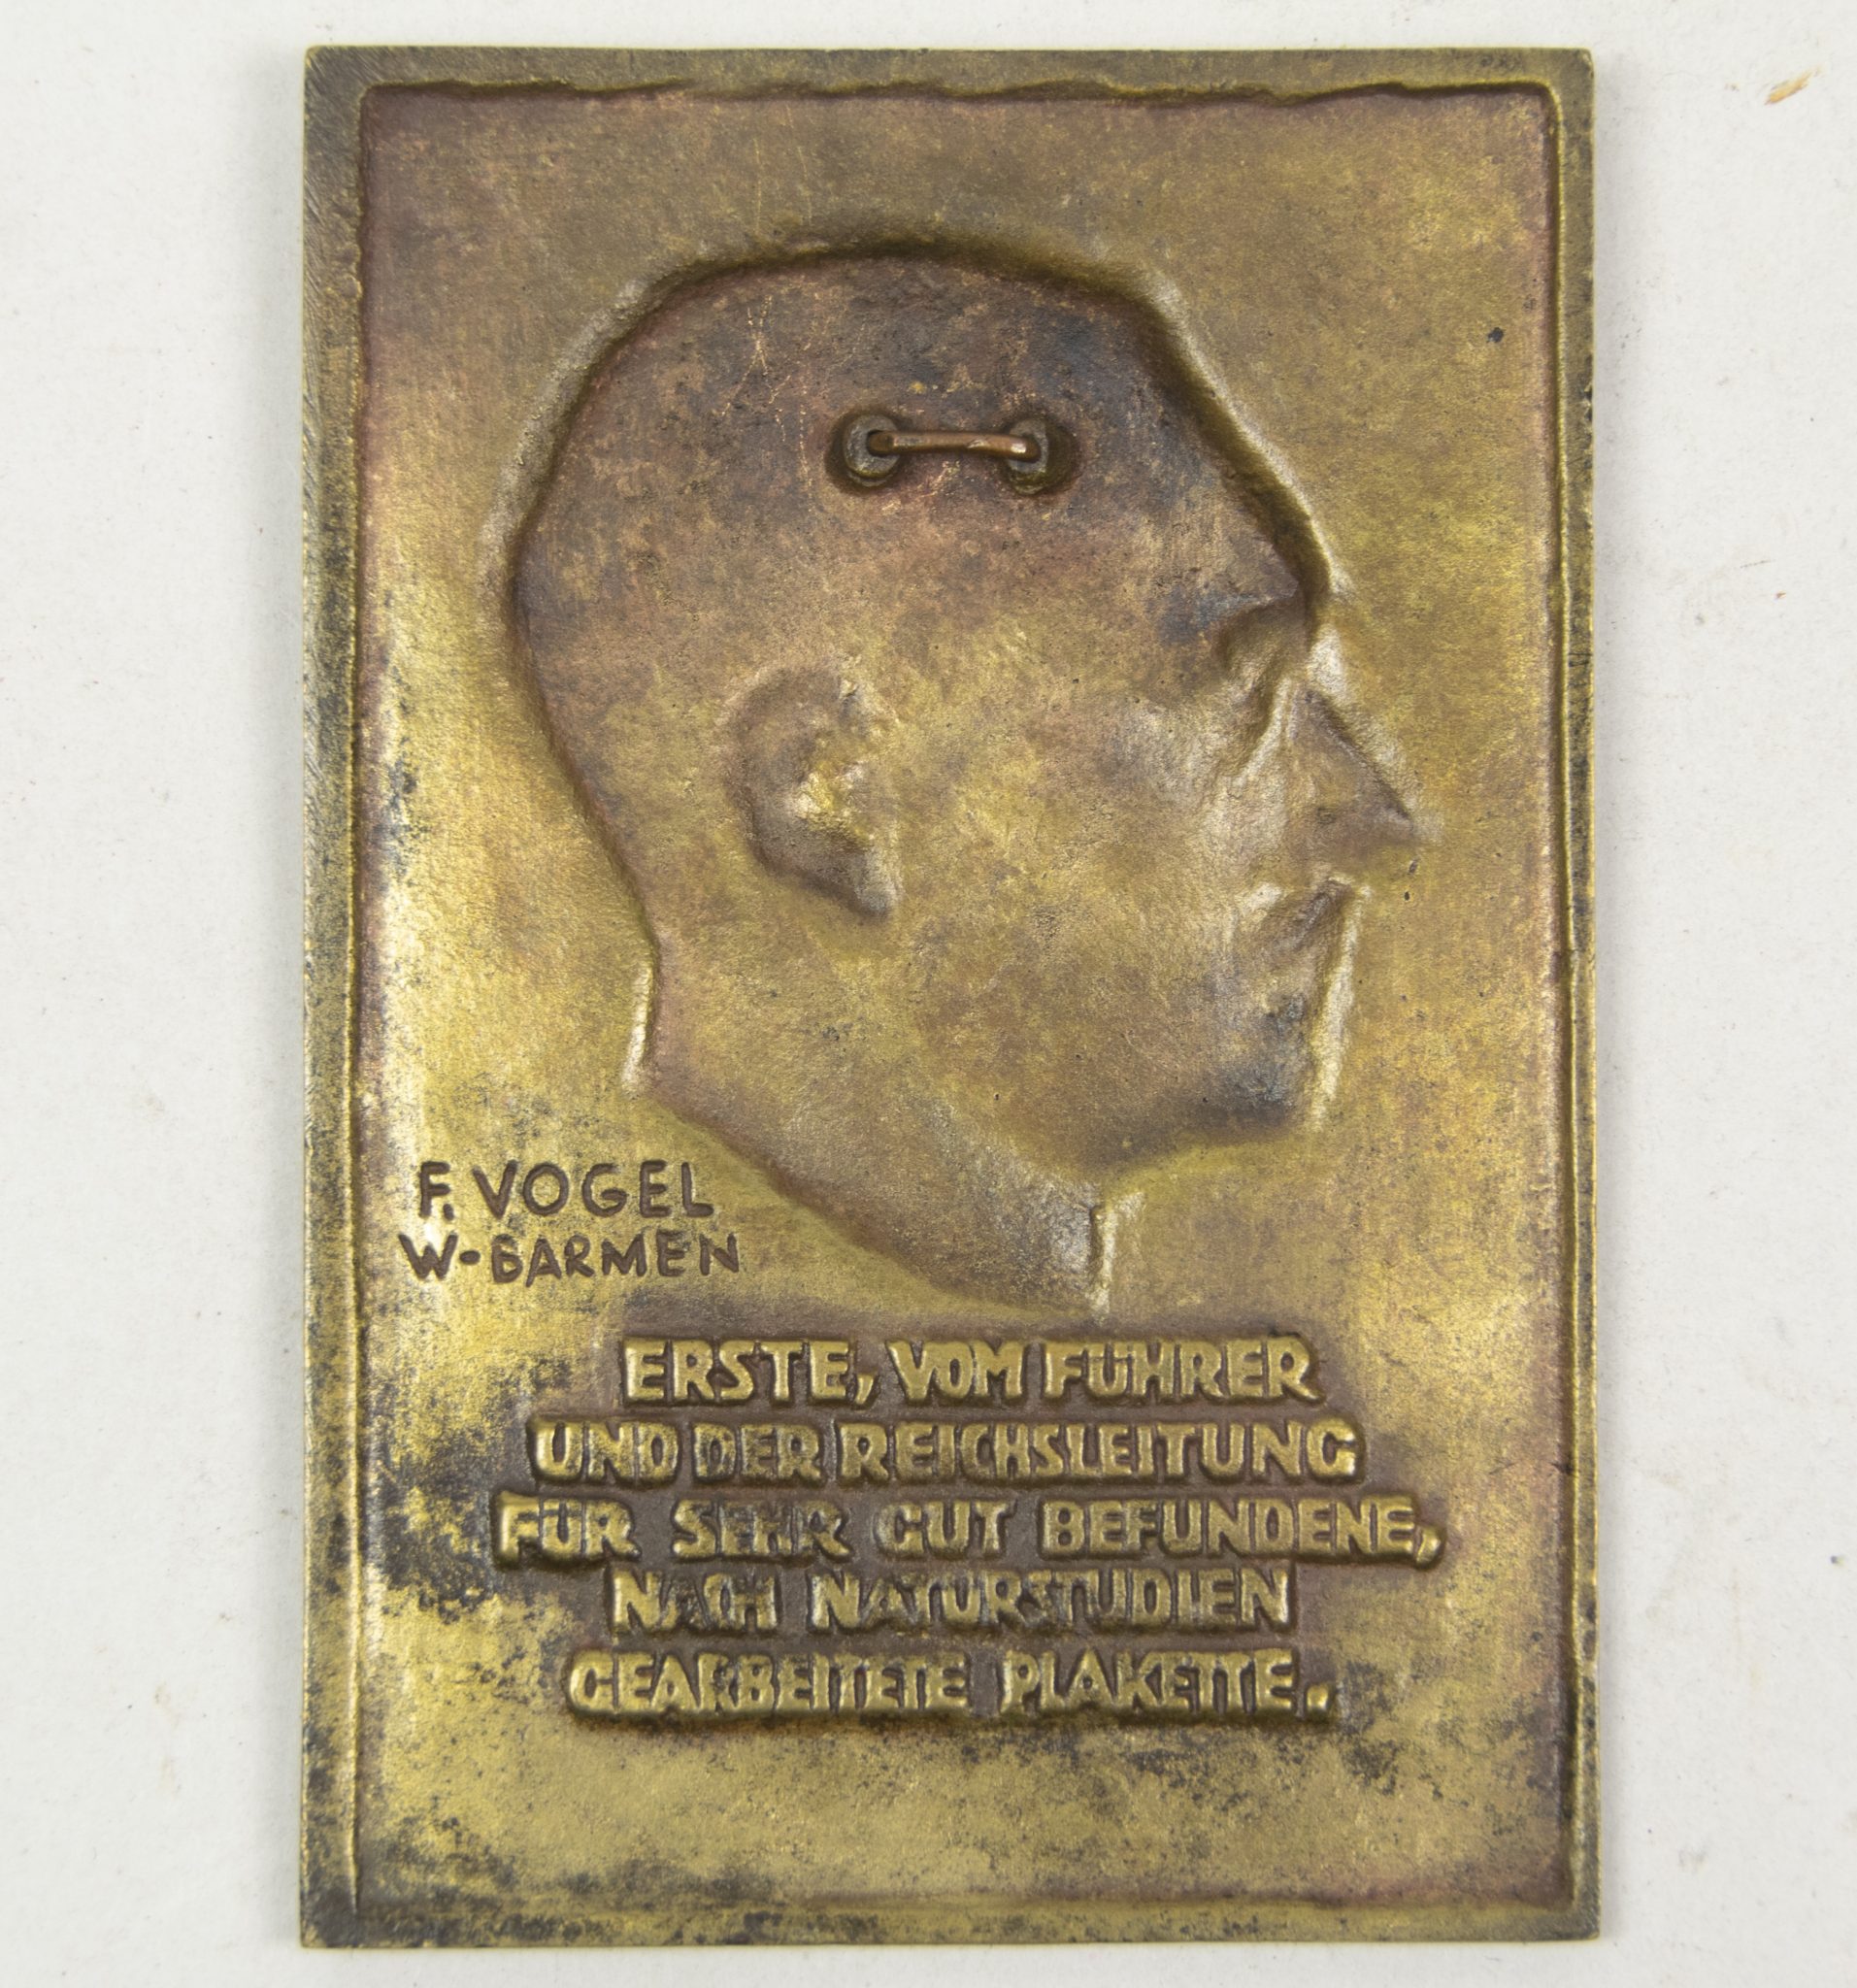 F. VOGEL
W-BARMEN
ERSTE, VOM FÜHRER
UND DER REICHSLEITUNG
FÜR SEHR GUT BEFUNDENE,
NACH NATURSTUDIEN
GEARBEITETE PLAKETTE.